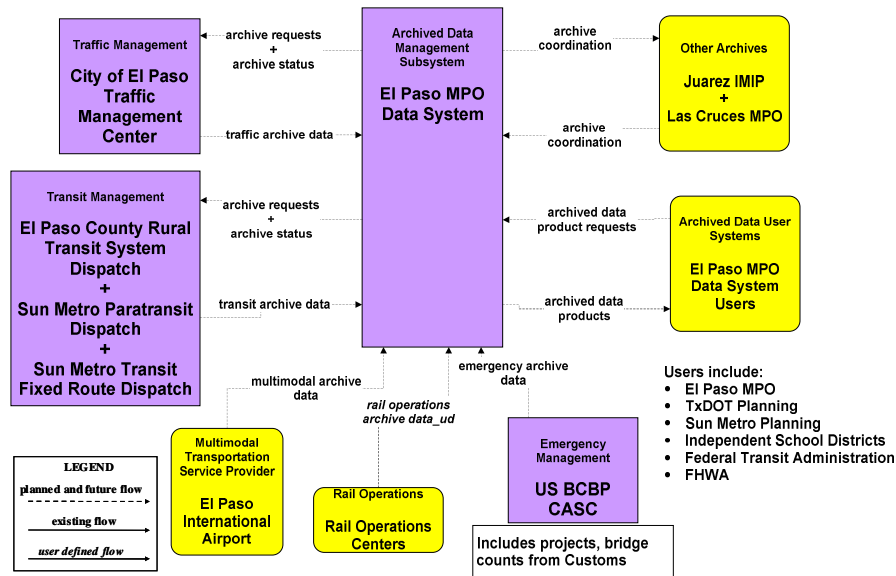 Traffic Management
City of El Paso
Traffic
Management
Center
archive requests
+
archive status
traffic archive data
Archived Data
Management
Subsystem
El Paso MPO
Data System
archive
coordination
archive
coordination
Other Archives
Juarez IMIP
+
Las Cruces MPO
Transit Management
El Paso County Rural
Transit System
Dispatch
+
Sun Metro Paratransit
Dispatch
+
Sun Metro Transit
Fixed Route Dispatch
archive requests
+
archive status
transit archive data
archived data
product requests
archived data
products
Archived Data User
Systems
El Paso MPO
Data System
Users
multimodal archive
data
rail operations
archive data_ud
emergency archive
data
Users include:
• El Paso MPO
• TxDOT Planning
• Sun Metro Planning
• Independent School Districts
• Federal Transit Administration
• FHWA
LEGEND
planned and future flow
existing flow
user defined flow
Multimodal
Transportation
Service Provider
El Paso
International
Airport
Rail Operations
Rail Operations
Centers
Emergency
Management
US BCBP
CASC
Includes projects, bridge
counts from Customs